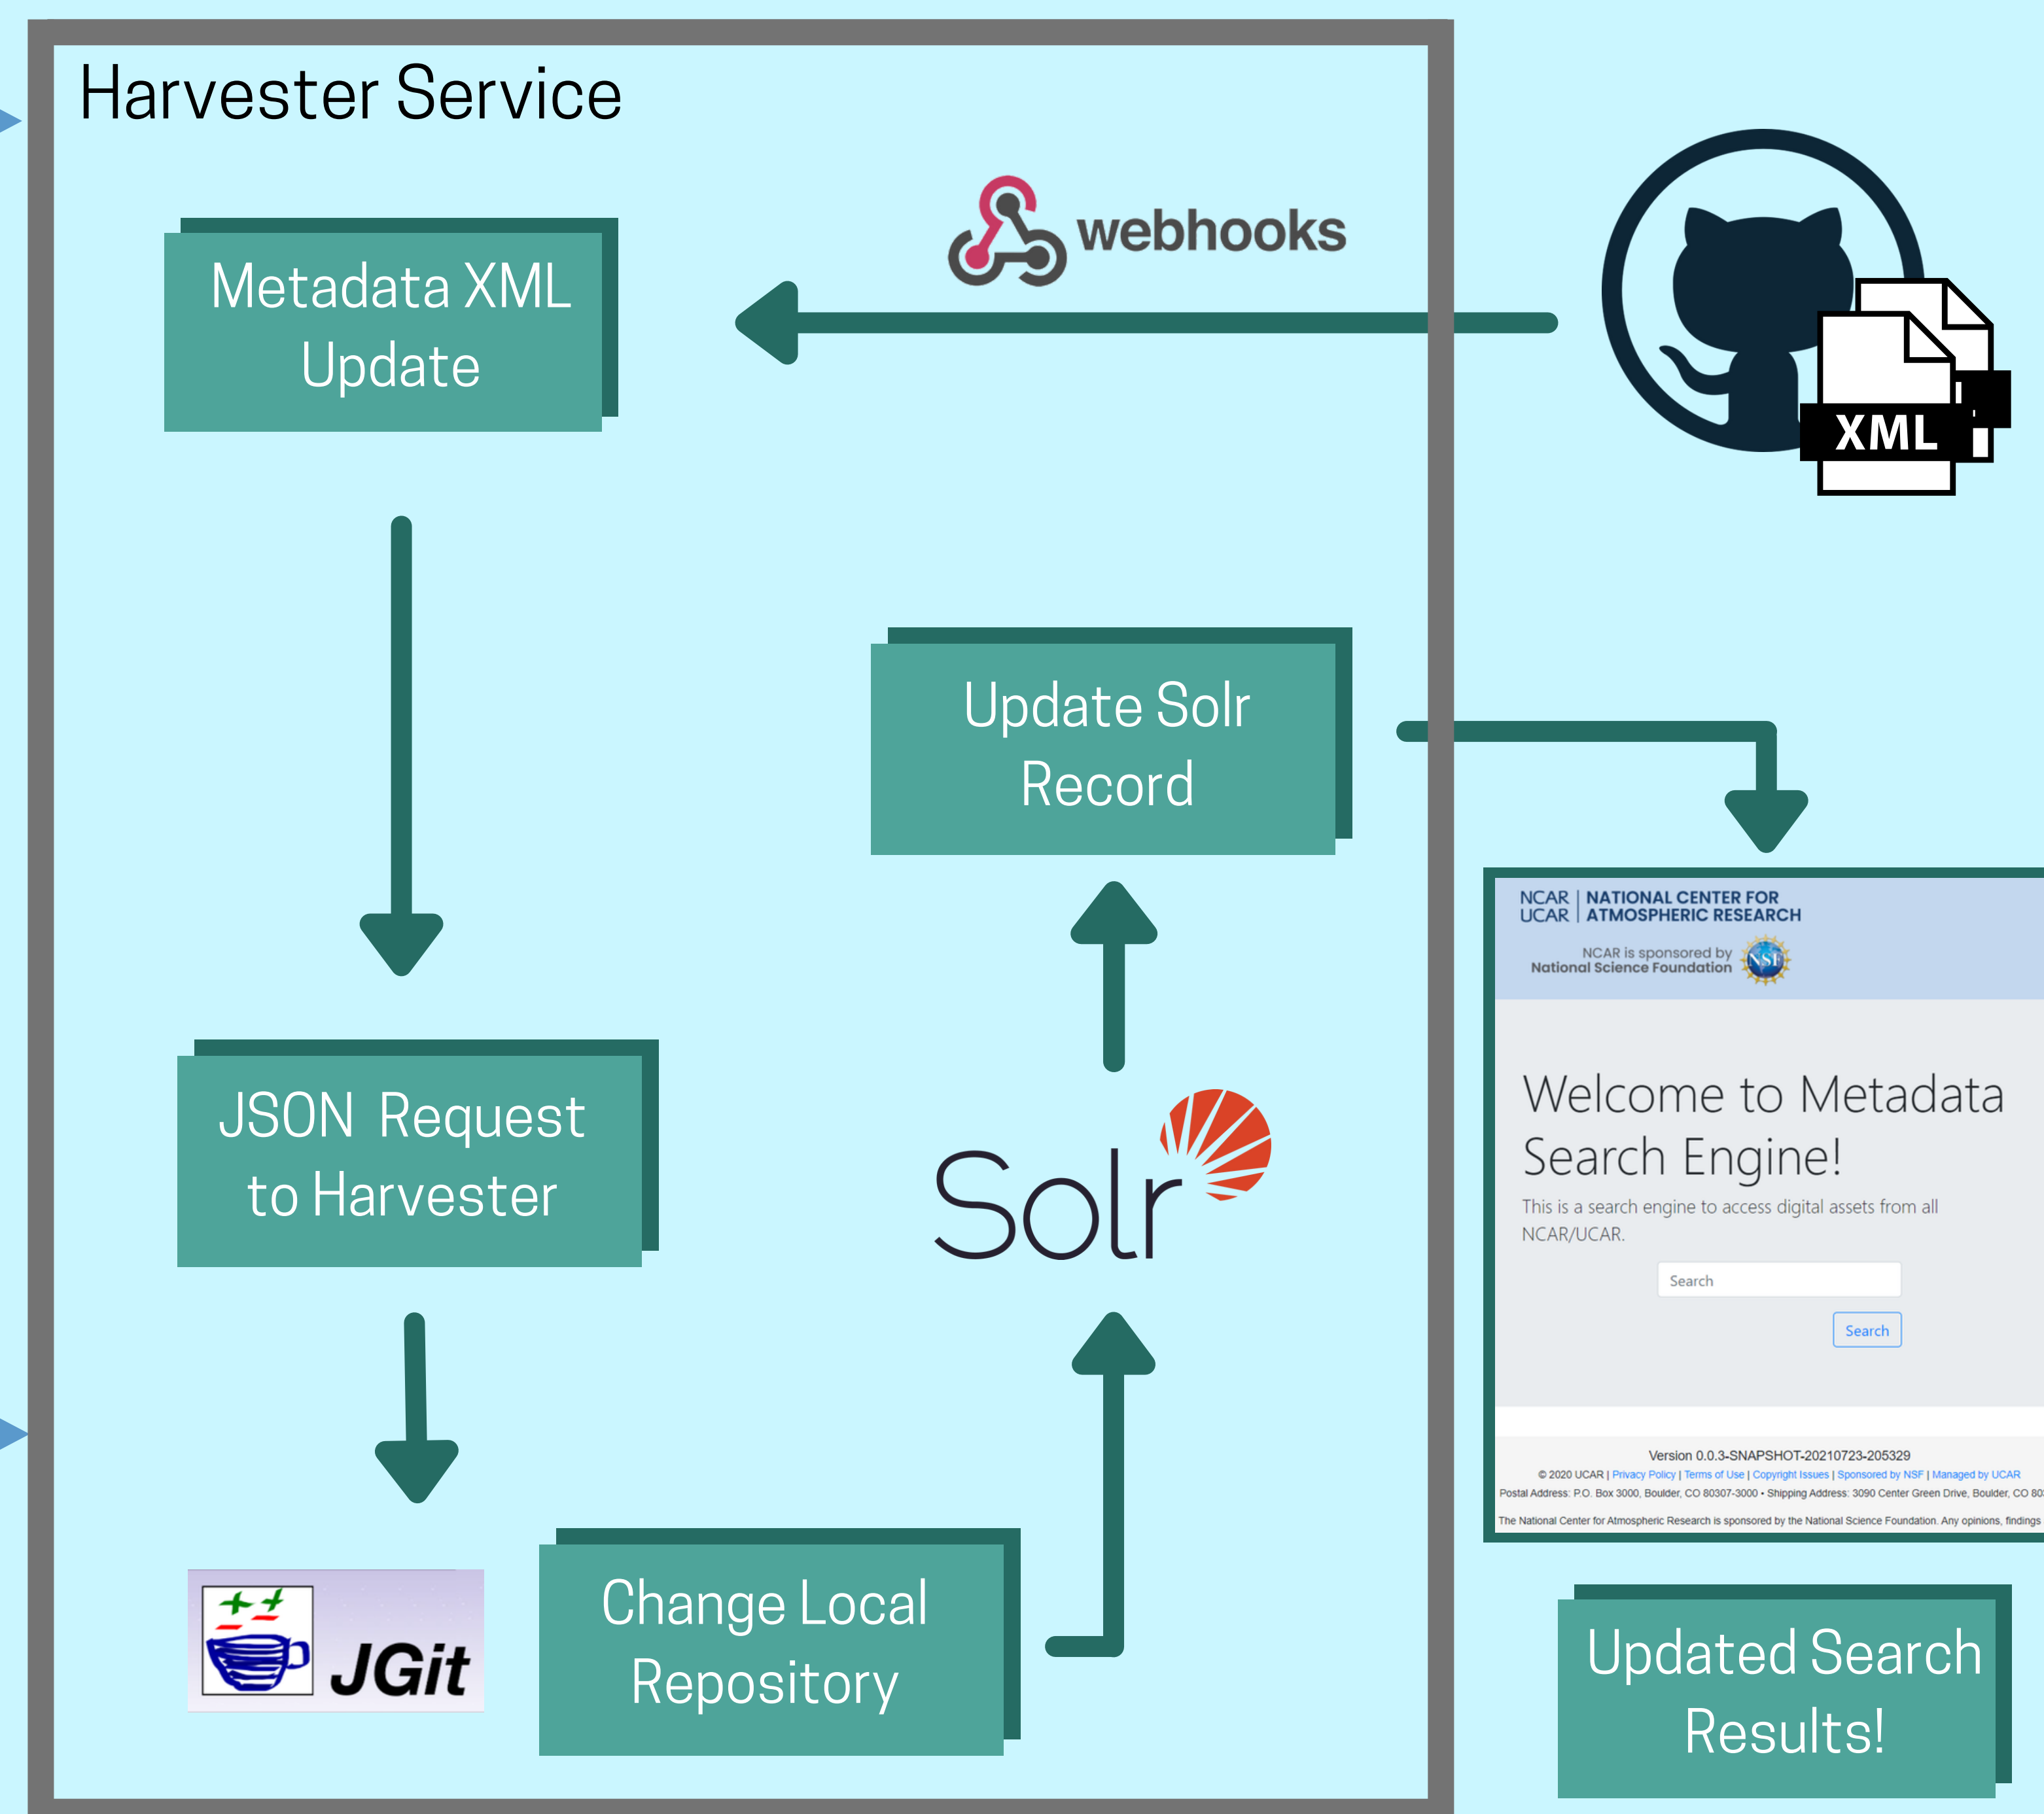 Harvester Service
webhooks
Metadata XML
Update
XML
Update Solr
Record
JSON Request
to Harvester
Solr
JGit
Change Local
Repository
NCAR
UCAR
NATIONAL CENTER FOR
ATMOSPHERIC RESEARCH
NCAR is sponsored by
National Science Foundation
NSF
Welcome to Metadata
Search Engine!
This is a search engine to access digital assets from all
NCAR/UCAR.
Search
Search
Version 0.0.3-SNAPSHOT-20210723-205329
© 2020 UCAR | Privacy Policy | Terms of Use | Copyright Issues | Sponsored by NSF | Managed by UCAR
Postal Address: P.O. Box 3000, Boulder, CO 80307-3000 • Shipping Address: 3090 Center Green Drive, Boulder, CO
The National Center for Atmospheric Research is sponsored by the National Science Foundation. Any opinions, findings
Updated Search
Results!